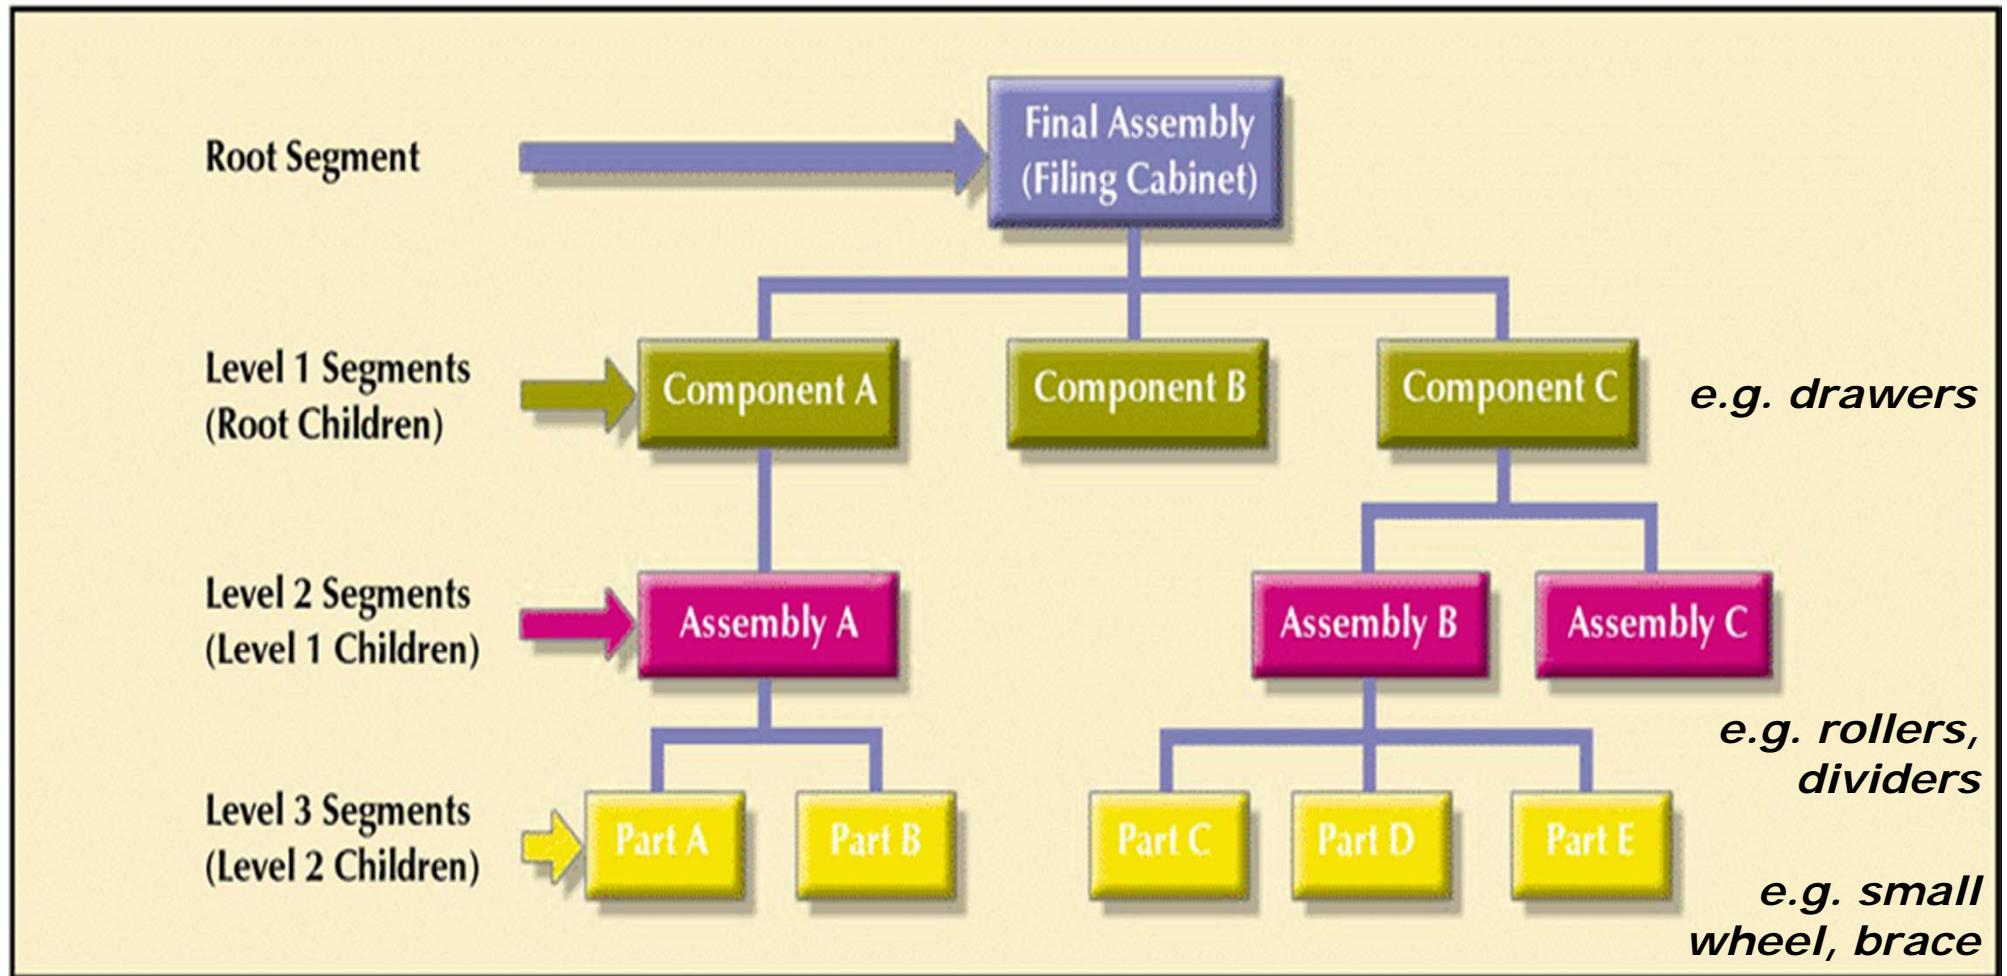 Final Assembly
(Filing Cabinet)
Root Segment
Level 1 Segments
(Root Children)
Component A
Component B
Component C
e.g. drawers
Level 2 Segments
(Level 1 Children)
Assembly A
Assembly B
Assembly C
e.g. rollers,
dividers
Level 3 Segments
(Level 2 Children)
Part A
Part B
Part C
Part D
Part E
e.g. small
wheel, brace